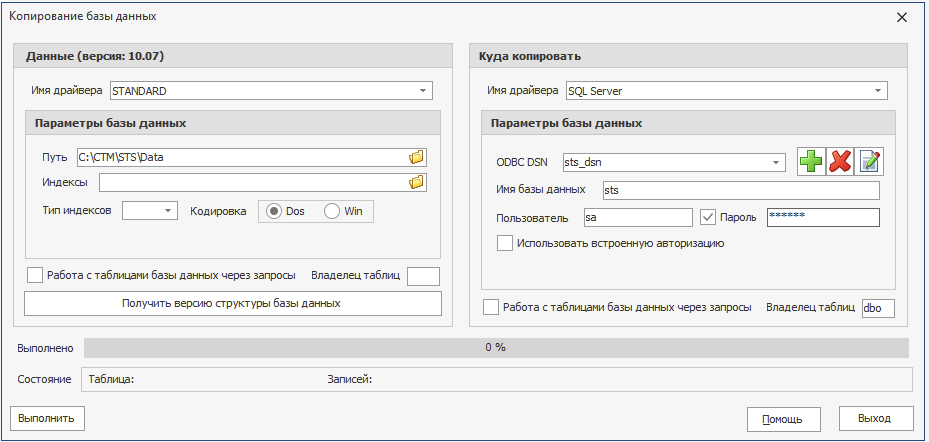 Копирование базы данных
Данные (версия: 10.07)
Имя драйвера STANDARD
Параметры базы данных
Путь C:\CTM\STS\Data
Индексы
Тип индексов Кодировка Dos Win
Работа с таблицами базы данных через запросы Владелец таблиц
Получить версию структуры базы данных
Куда копировать
Имя драйвера SQL Server
Параметры базы данных
ODBC DSN sts_dsn
Имя базы данных sts
Пользователь sa Пароль ******
Использовать встроенную авторизацию
Работа с таблицами базы данных через запросы Владелец таблиц dbo
Выполнено 0 %
Состояние Таблица: Записей:
Выполнить Помощь Выход